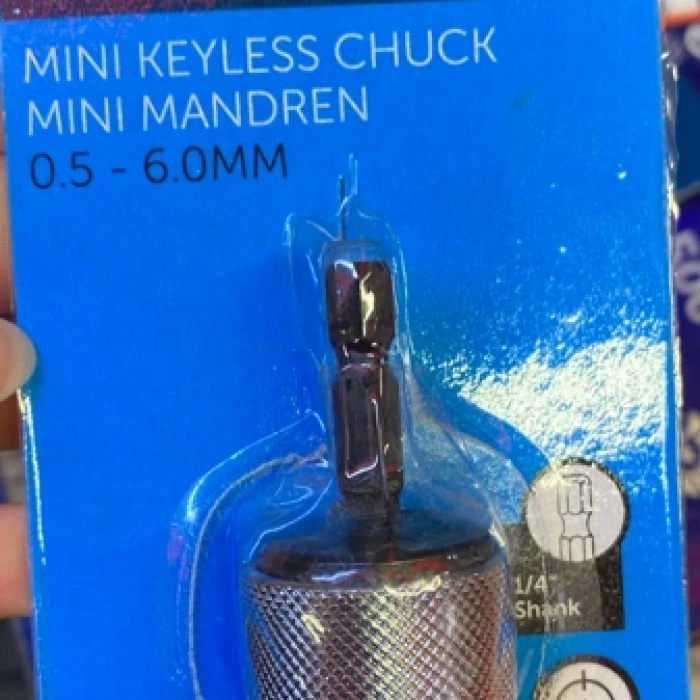 MINI KEYLESS CHUCK
MINI MANDREN
0.5 - 6.0MM
1/4"
Shank